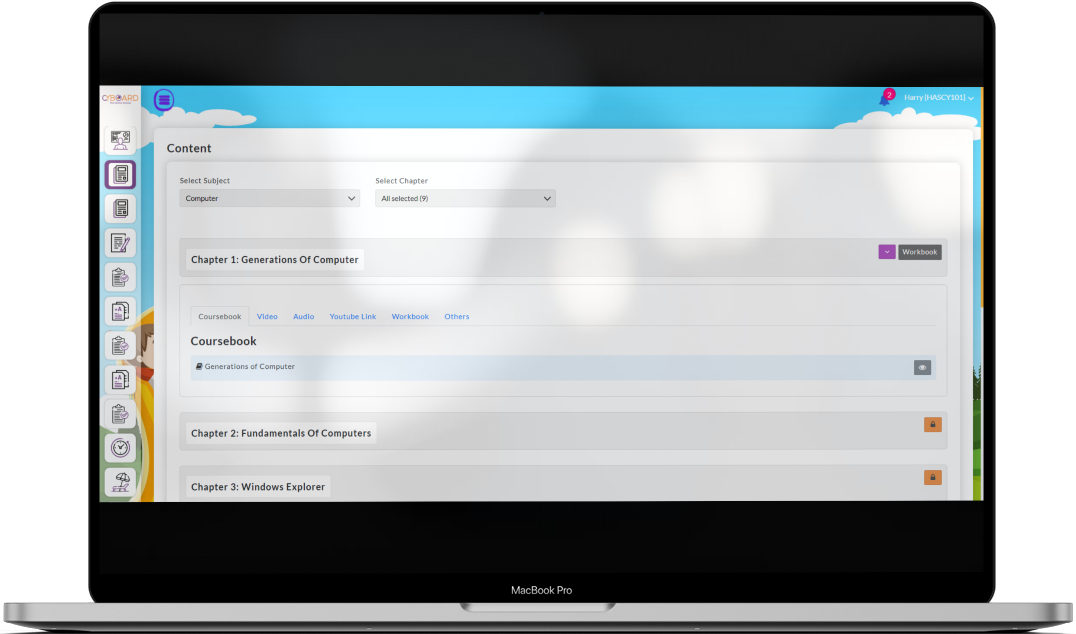 CYBOARD
2
Harry (HASCY101)
Content
Select Subject
Select Chapter
Computer
All selected (9)
Chapter 1: Generations Of Computer
Workbook
Coursebook
Video
Audio
Youtube Link
Workbook
Others
Coursebook
Generations of Computer
Chapter 2: Fundamentals Of Computers
Chapter 3: Windows Explorer
MacBook Pro